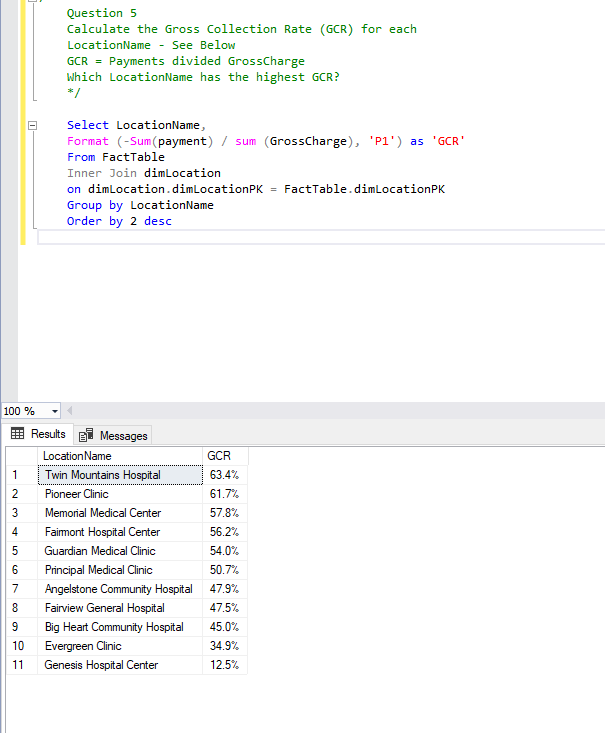 Question 5
Calculate the Gross Collection Rate (GCR) for each
LocationName - See Below
GCR = Payments divided GrossCharge
Which LocationName has the highest GCR?
*/
Select LocationName,
Format (-Sum(payment) / sum (GrossCharge), 'P1') as 'GCR'
From FactTable
Inner Join dimLocation
on dimLocation.dimLocationPK = FactTable.dimLocationPK
Group by LocationName
Order by 2 desc
100 %
Results Messages
LocationName GCR
1 Twin Mountains Hospital 63.4%
2 Pioneer Clinic 61.7%
3 Memorial Medical Center 57.8%
4 Fairmont Hospital Center 56.2%
5 Guardian Medical Clinic 54.0%
6 Principal Medical Clinic 50.7%
7 Angelstone Community Hospital 47.9%
8 Fairview General Hospital 47.5%
9 Big Heart Community Hospital 45.0%
10 Evergreen Clinic 34.9%
11 Genesis Hospital Center 12.5%